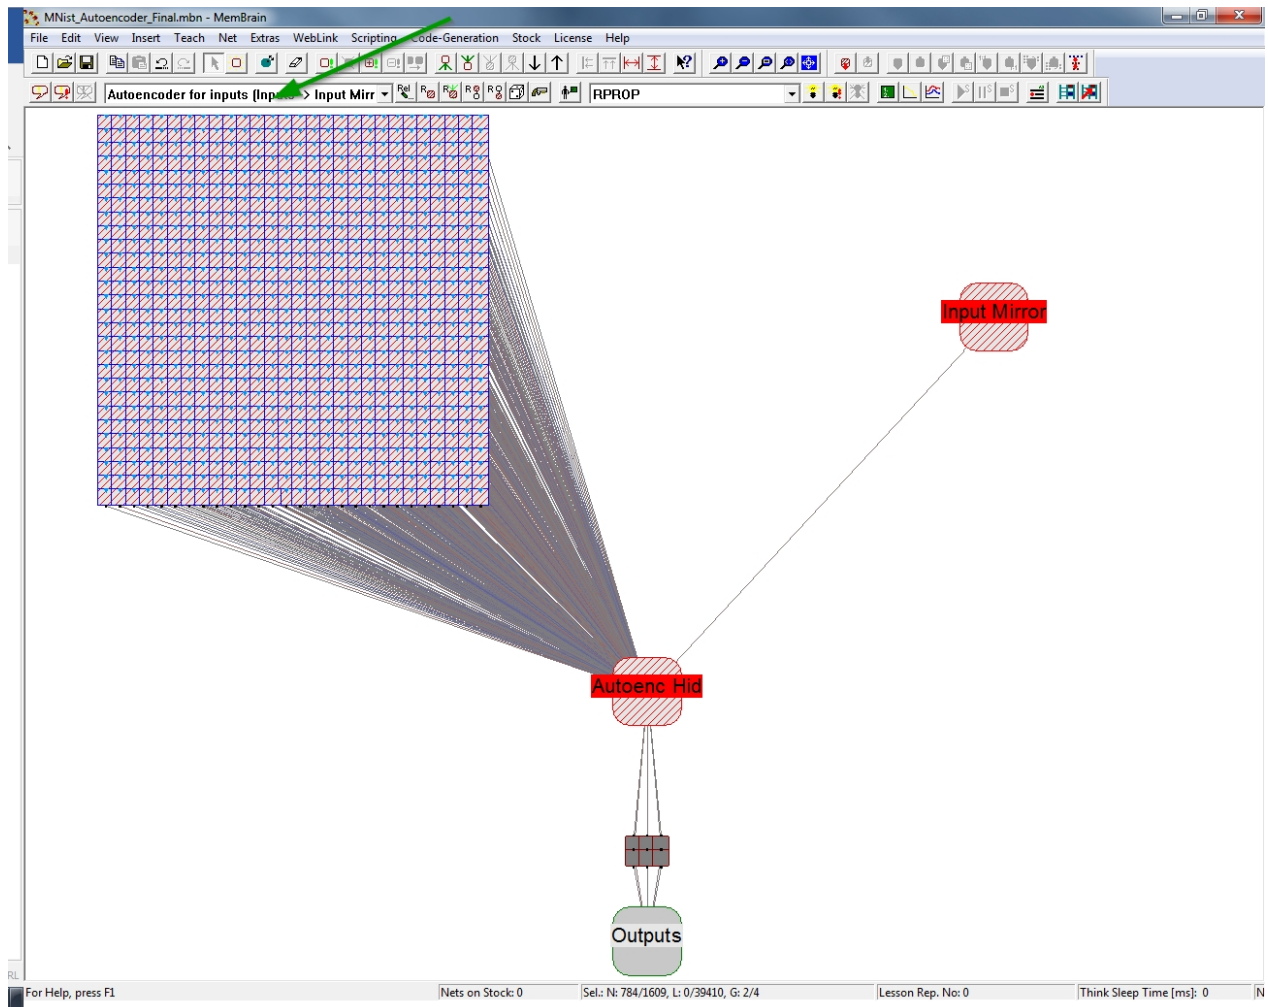 MNist_Autoencoder_Final.mbn - MemBrain
File Edit View Insert Teach Net Extras WebLink Scripting Code-Generation Stock License Help
Autoencoder for inputs (Inputs -> Input Mirr RPROP
Input Mirror
Autoenc Hid
Outputs
For Help, press F1 Nets on Stock: 0 Sel.: N: 784/1609, L: 0/39410, G: 2/4 Lesson Rep. No: 0 Think Sleep Time [ms]: 0 N